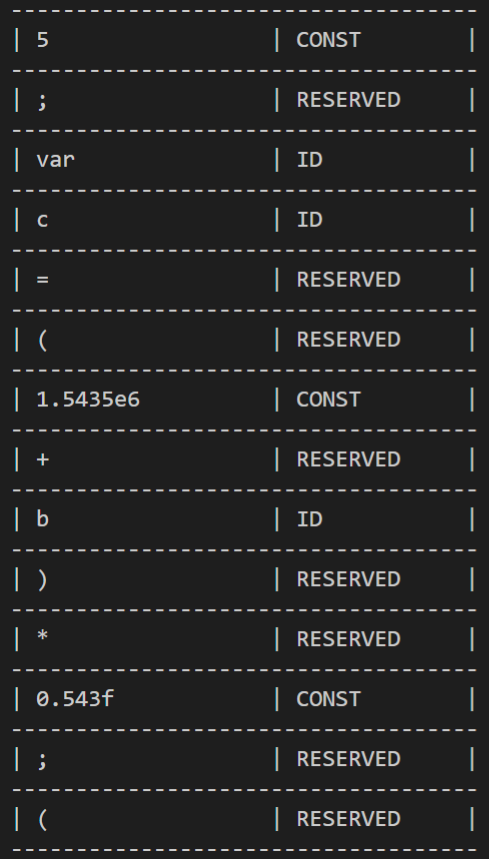 | 5 | CONST |
| ; | RESERVED |
| var | ID |
| c | ID |
| = | RESERVED |
| ( | RESERVED |
| 1.5435e6 | CONST |
| + | RESERVED |
| b | ID |
| ) | RESERVED |
| * | RESERVED |
| 0.543f | CONST |
| ; | RESERVED |
| ( | RESERVED |